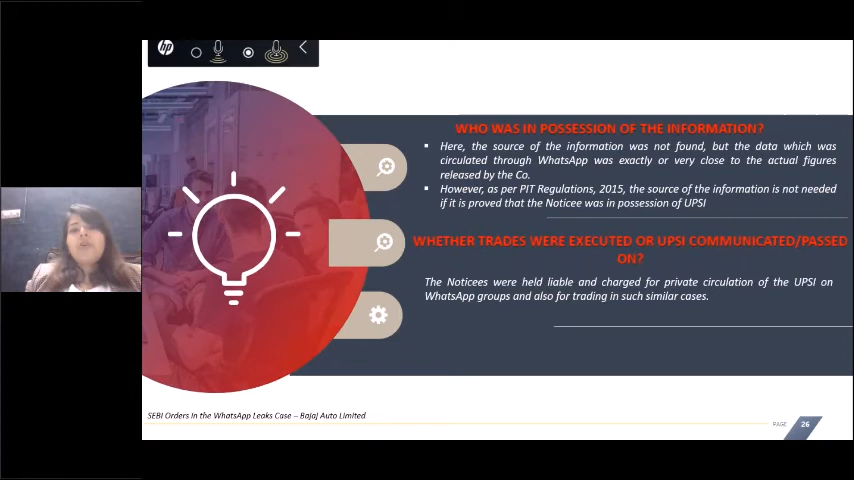 hp
WHO WAS IN POSSESSION OF THE INFORMATION?
▪ Here, the source of the information was not found, but the data which was
circulated through WhatsApp was exactly or very close to the actual figures
released by the Co.
▪ However, as per PIT Regulations, 2015, the source of the information is not needed
if it is proved that the Noticee was in possession of UPSI
WHETHER TRADES WERE EXECUTED OR UPSI COMMUNICATED/PASSED
ON?
The Noticees were held liable and charged for private circulation of the UPSI on
WhatsApp groups and also for trading in such similar cases.
SEBI Orders In the WhatsApp Leaks Case – Bajaj Auto Limited
PAGE 26